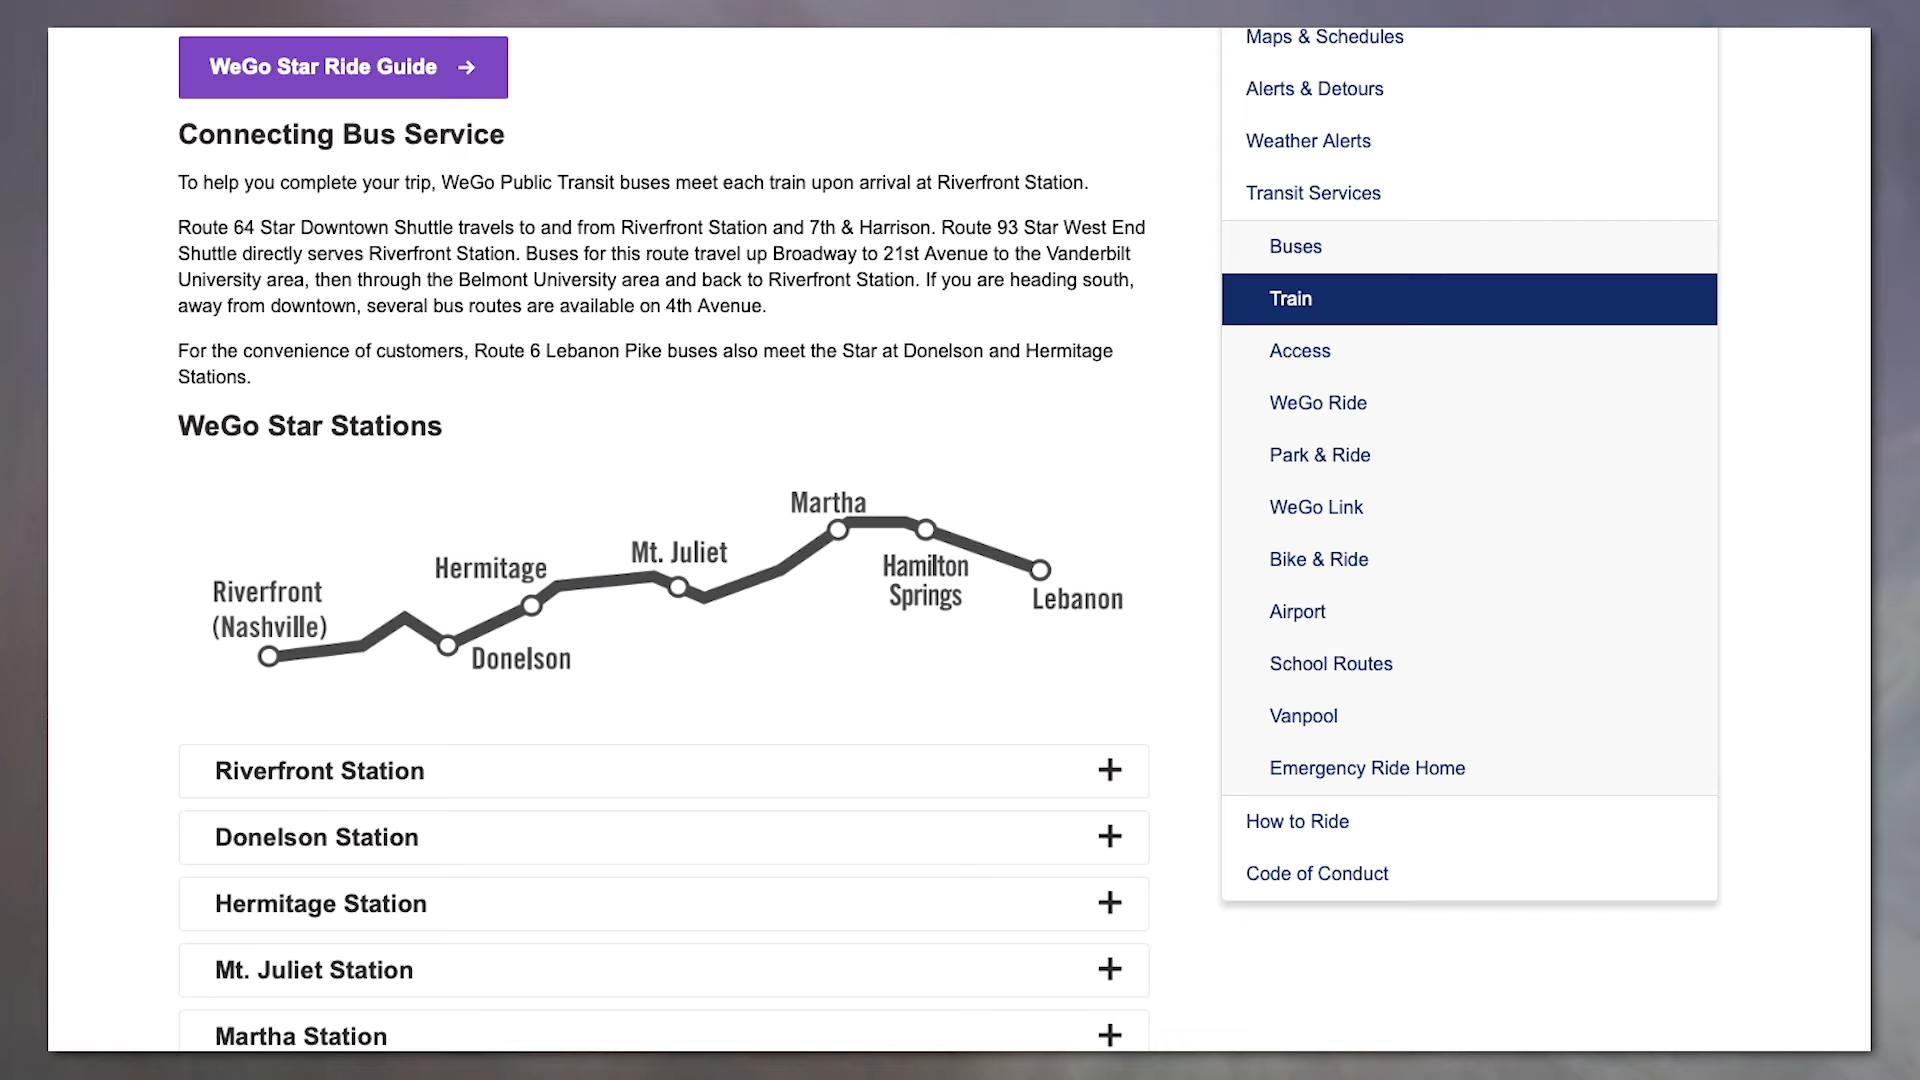 WeGo Star Ride Guide →
Connecting Bus Service
To help you complete your trip, WeGo Public Transit buses meet each train upon arrival at Riverfront Station.
Route 64 Star Downtown Shuttle travels to and from Riverfront Station and 7th & Harrison. Route 93 Star West End
Shuttle directly serves Riverfront Station. Buses for this route travel up Broadway to 21st Avenue to the Vanderbilt
University area, then through the Belmont University area and back to Riverfront Station. If you are heading south,
away from downtown, several bus routes are available on 4th Avenue.
For the convenience of customers, Route 6 Lebanon Pike buses also meet the Star at Donelson and Hermitage
Stations.
WeGo Star Stations
Riverfront
(Nashville)
Donelson
Hermitage
Mt. Juliet
Martha
Hamilton
Springs
Lebanon
Riverfront Station
Donelson Station
Hermitage Station
Mt. Juliet Station
Martha Station
Maps & Schedules
Alerts & Detours
Weather Alerts
Transit Services
Buses
Train
Access
WeGo Ride
Park & Ride
WeGo Link
Bike & Ride
Airport
School Routes
Vanpool
Emergency Ride Home
How to Ride
Code of Conduct